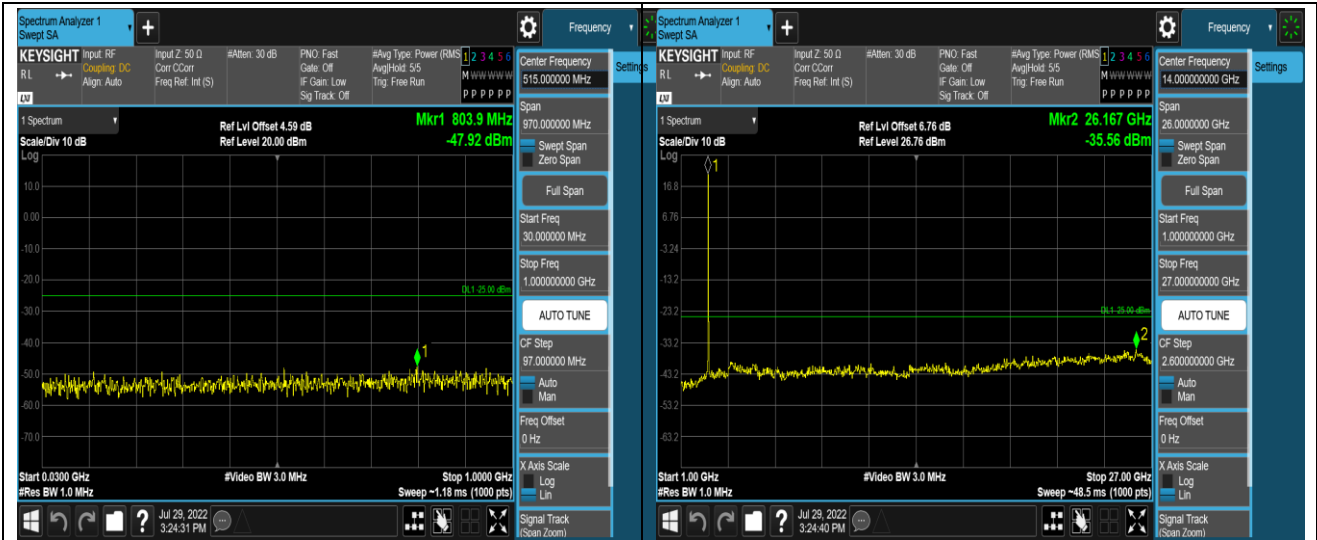 Spectrum Analyzer 1
Swept SA
+
Frequency
KEYSIGHT
RL
LXI
Input: RF
Coupling: DC
Align: Auto
Input Z: 50 Ω
Corr CCorr
Freq Ref: Int (S)
#Atten: 30 dB
PNO: Fast
Gate: Off
IF Gain: Low
Sig Track: Off
#Avg Type: Power (RMS
Avg|Hold: 5/5
Trig: Free Run
1 2 3 4 5 6
M W W W W W
P P P P P P
Center Frequency
515.000000 MHz
Settings
1 Spectrum
Scale/Div 10 dB
Log
Ref Lvl Offset 4.59 dB
Ref Level 20.00 dBm
Mkr1 803.9 MHz
-47.92 dBm
Span
970.000000 MHz
Swept Span
Zero Span
Full Span
Start Freq
30.000000 MHz
Stop Freq
1.000000000 GHz
AUTO TUNE
CF Step
97.000000 MHz
Auto
Man
Freq Offset
0 Hz
X Axis Scale
Log
Lin
Signal Track
(Span Zoom)
10.0
0.00
-10.0
-20.0
DL1 -25.00 dBm
-30.0
-40.0
1
-50.0
-60.0
-70.0
Start 0.0300 GHz
#Res BW 1.0 MHz
#Video BW 3.0 MHz
Stop 1.0000 GHz
Sweep ~1.18 ms (1000 pts)
?
Jul 29, 2022
3:24:31 PM
Spectrum Analyzer 1
Swept SA
+
Frequency
KEYSIGHT
RL
LXI
Input: RF
Coupling: DC
Align: Auto
Input Z: 50 Ω
Corr CCorr
Freq Ref: Int (S)
#Atten: 30 dB
PNO: Fast
Gate: Off
IF Gain: Low
Sig Track: Off
#Avg Type: Power (RMS
Avg|Hold: 5/5
Trig: Free Run
1 2 3 4 5 6
M W W W W W
P P P P P P
Center Frequency
14.000000000 GHz
Settings
1 Spectrum
Scale/Div 10 dB
Log
Ref Lvl Offset 6.76 dB
Ref Level 26.76 dBm
Mkr2 26.167 GHz
-35.56 dBm
Span
26.0000000 GHz
Swept Span
Zero Span
Full Span
Start Freq
1.000000000 GHz
Stop Freq
27.000000000 GHz
AUTO TUNE
CF Step
2.600000000 GHz
Auto
Man
Freq Offset
0 Hz
X Axis Scale
Log
Lin
Signal Track
(Span Zoom)
1
16.8
6.76
-3.24
-13.2
-23.2
DL1 -25.00 dBm
-33.2
2
-43.2
-53.2
-63.2
Start 1.00 GHz
#Res BW 1.0 MHz
#Video BW 3.0 MHz
Stop 27.00 GHz
Sweep ~48.5 ms (1000 pts)
?
Jul 29, 2022
3:24:40 PM